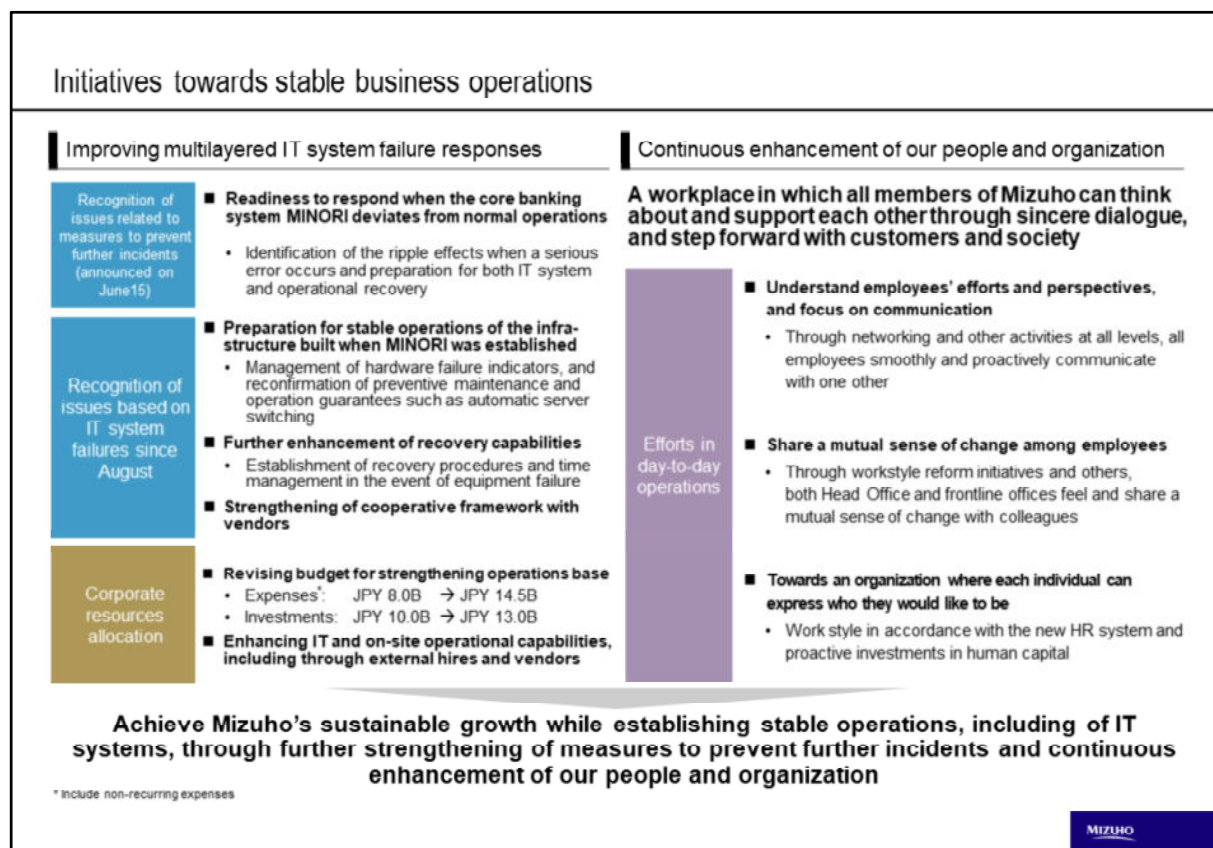 Initiatives towards stable business operations
Improving multilayered IT system failure responses
Recognition of
issues related to
measures to prevent
further incidents
(announced on
June15)
■ Readiness to respond when the core banking
system MINORI deviates from normal operations
• Identification of the ripple effects when a serious
error occurs and preparation for both IT system
and operational recovery
Recognition of
issues based on
IT system
failures since
August
■ Preparation for stable operations of the infra-
structure built when MINORI was established
• Management of hardware failure indicators, and
reconfirmation of preventive maintenance and
operation guarantees such as automatic server
switching
■ Further enhancement of recovery capabilities
• Establishment of recovery procedures and time
management in the event of equipment failure
■ Strengthening of cooperative framework with
vendors
Corporate
resources
allocation
■ Revising budget for strengthening operations base
• Expenses*: JPY 8.0B → JPY 14.5B
• Investments: JPY 10.0B → JPY 13.0B
■ Enhancing IT and on-site operational capabilities,
including through external hires and vendors
Continuous enhancement of our people and organization
A workplace in which all members of Mizuho can think
about and support each other through sincere dialogue,
and step forward with customers and society
Efforts in
day-to-day
operations
■ Understand employees' efforts and perspectives,
and focus on communication
• Through networking and other activities at all levels, all
employees smoothly and proactively communicate
with one other
■ Share a mutual sense of change among employees
• Through workstyle reform initiatives and others,
both Head Office and frontline offices feel and share a
mutual sense of change with colleagues
■ Towards an organization where each individual can
express who they would like to be
• Work style in accordance with the new HR system and
proactive investments in human capital
Achieve Mizuho's sustainable growth while establishing stable operations, including of IT
systems, through further strengthening of measures to prevent further incidents and continuous
enhancement of our people and organization
* Include non-recurring expenses
MIZUHO